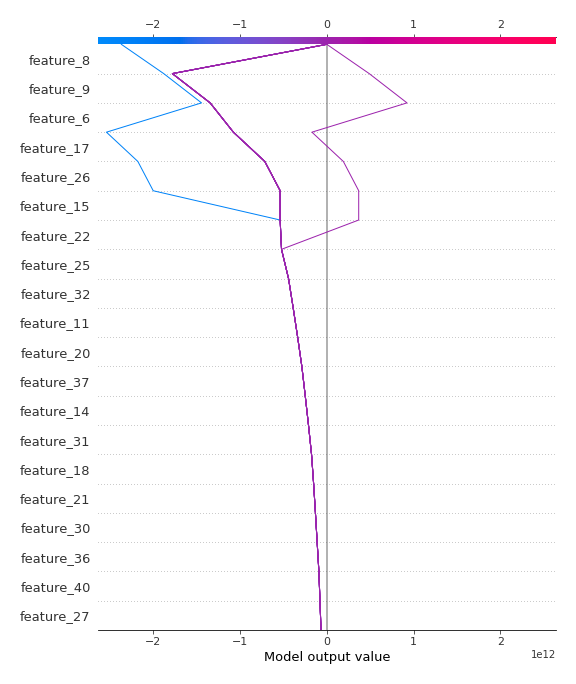 −2 −1 0 1 2
feature_8
feature_9
feature_6
feature_17
feature_26
feature_15
feature_22
feature_25
feature_32
feature_11
feature_20
feature_37
feature_14
feature_31
feature_18
feature_21
feature_30
feature_36
feature_40
feature_27
−2 −1 0 1 2
1e12
Model output value